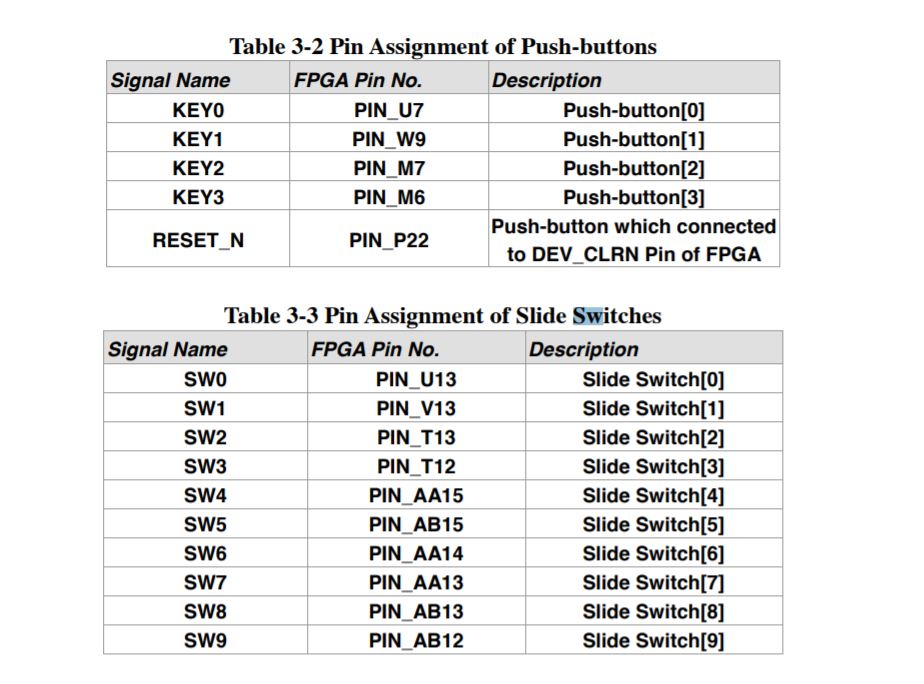 Table 3-2 Pin Assignment of Push-buttons
Signal Name FPGA Pin No. Description
KEY0 PIN_U7 Push-button[0]
KEY1 PIN_W9 Push-button[1]
KEY2 PIN_M7 Push-button[2]
KEY3 PIN_M6 Push-button[3]
RESET_N PIN_P22 Push-button which connected
to DEV_CLRN Pin of FPGA
Table 3-3 Pin Assignment of Slide Switches
Signal Name FPGA Pin No. Description
SW0 PIN_U13 Slide Switch[0]
SW1 PIN_V13 Slide Switch[1]
SW2 PIN_T13 Slide Switch[2]
SW3 PIN_T12 Slide Switch[3]
SW4 PIN_AA15 Slide Switch[4]
SW5 PIN_AB15 Slide Switch[5]
SW6 PIN_AA14 Slide Switch[6]
SW7 PIN_AA13 Slide Switch[7]
SW8 PIN_AB13 Slide Switch[8]
SW9 PIN_AB12 Slide Switch[9]